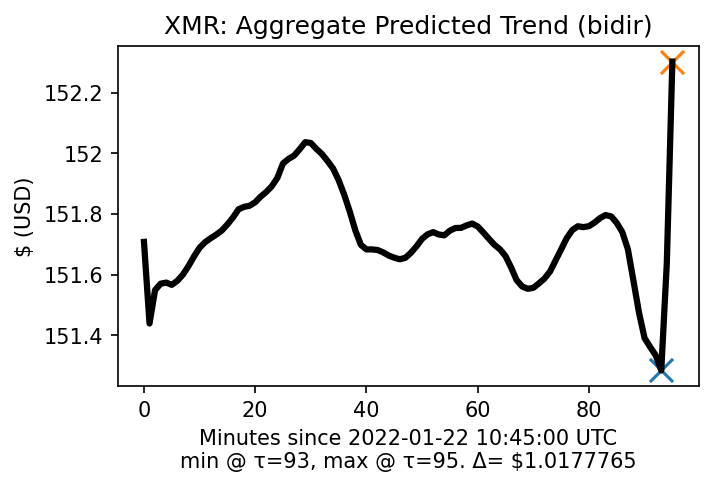 XMR: Aggregate Predicted Trend (bidir)
152.2
152
151.8
151.6
151.4
$ (USD)
0 20 40 60 80
Minutes since 2022-01-22 10:45:00 UTC
min @ τ=93, max @ τ=95. Δ= $1.0177765